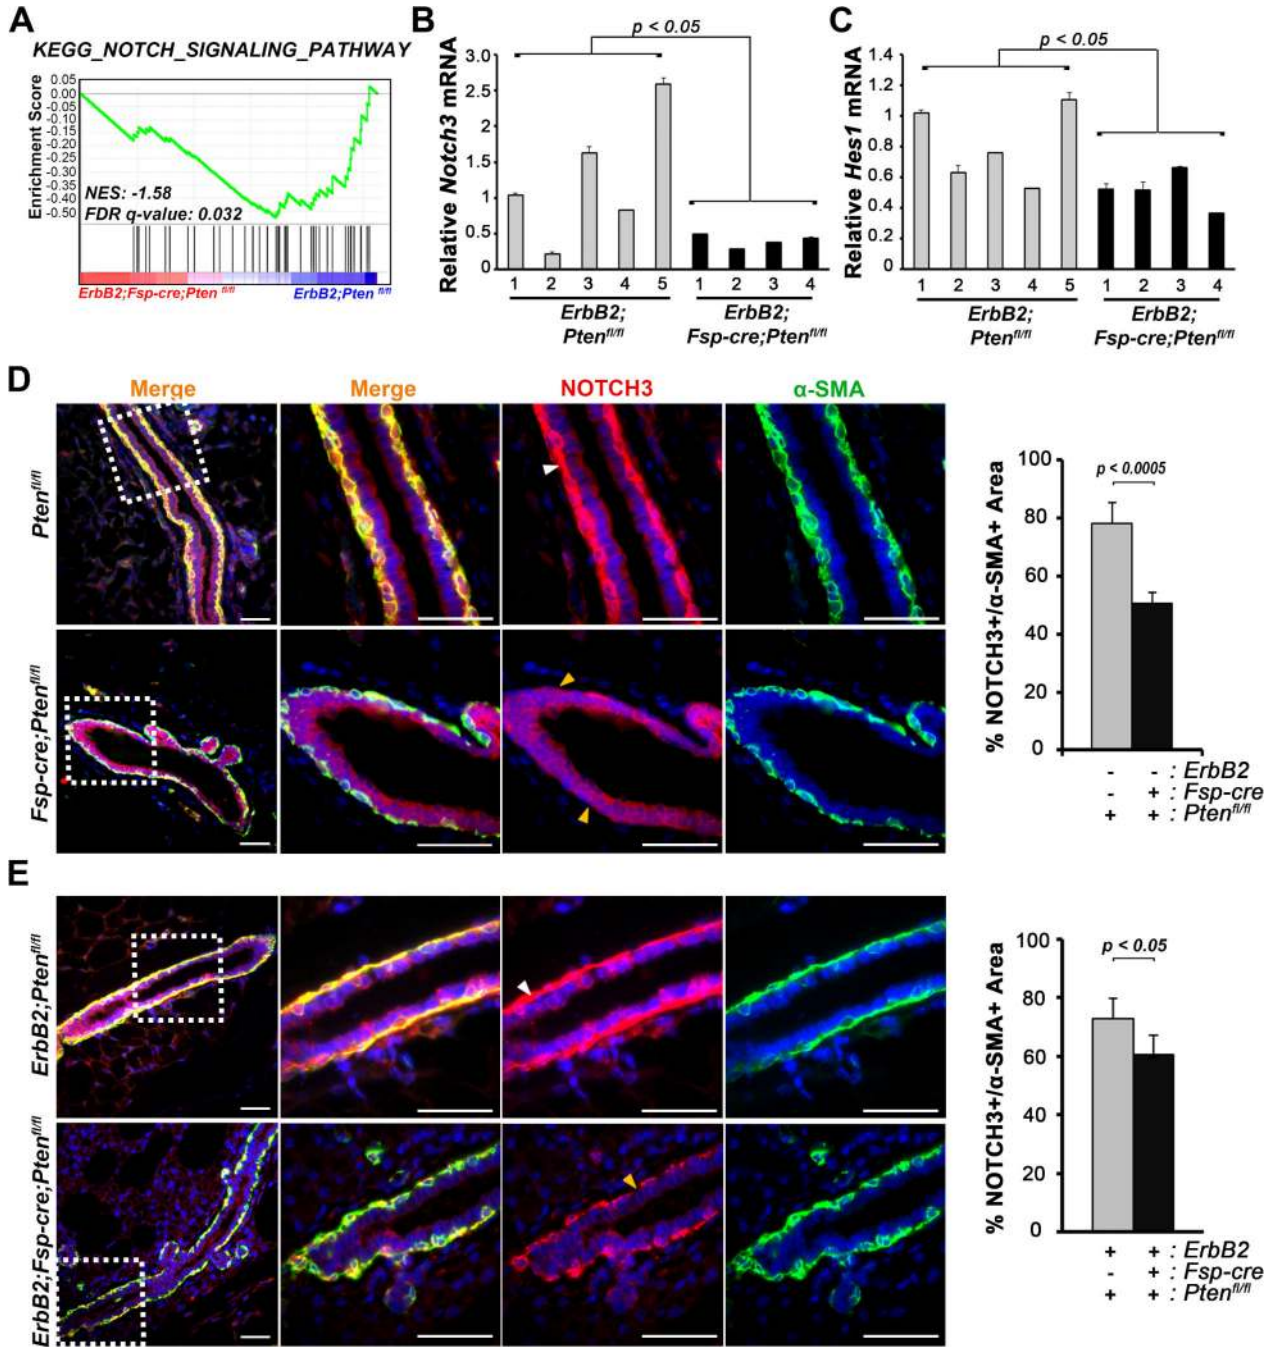 A
KEGG_NOTCH_SIGNALING_PATHWAY
Enrichment Score
0.05
0.00
-0.05
-0.10
-0.15
-0.20
-0.25
-0.30
-0.35
-0.40
-0.45
-0.50
NES: -1.58
FDR q-value: 0.032
ErbB2;Fsp-cre;Pten fl/fl
ErbB2;Pten fl/fl
B
p < 0.05
Relative Notch3 mRNA
3.0
2.5
2
1.5
1
0.5
0
1 2 3 4 5 1 2 3 4
ErbB2;
Pten fl/fl
ErbB2;
Fsp-cre;Pten fl/fl
C
p < 0.05
Relative Hes1 mRNA
1.4
1.2
1
0.8
0.6
0.4
0.2
0
1 2 3 4 5 1 2 3 4
ErbB2;
Pten fl/fl
ErbB2;
Fsp-cre;Pten fl/fl
D
Merge Merge NOTCH3 α-SMA
Pten fl/fl
Fsp-cre;Pten fl/fl
% NOTCH3+/α-SMA+ Area
100
80
60
40
20
0
p < 0.0005
- - : ErbB2
- + : Fsp-cre
+ + : Pten fl/fl
E
ErbB2;Pten fl/fl
ErbB2;Fsp-cre;Pten fl/fl
% NOTCH3+/α-SMA+ Area
100
80
60
40
20
0
p < 0.05
+ + : ErbB2
- + : Fsp-cre
+ + : Pten fl/fl